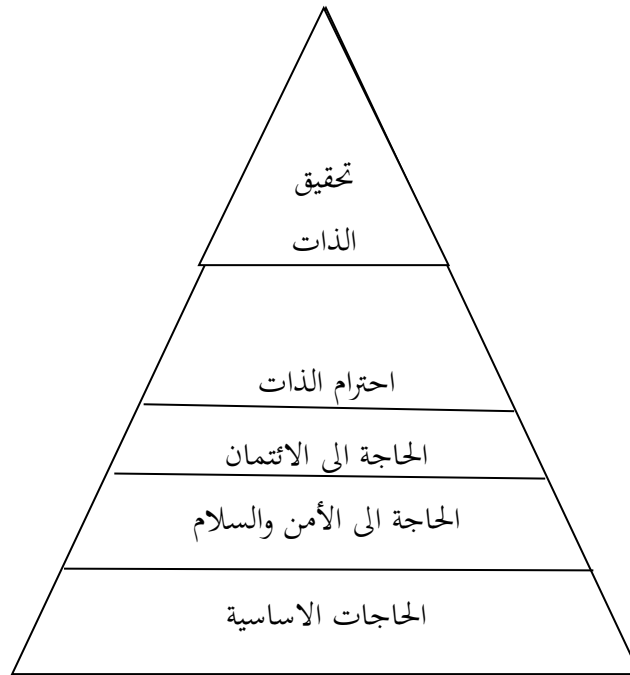 تحقيق
الذات
احترام الذات
الحاجة الى الائتمان
الحاجة الى الأمن والسلام
الحاجات الاساسية